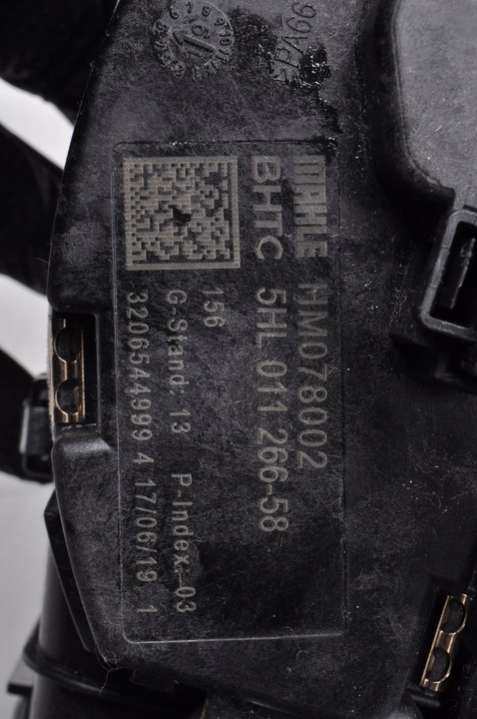 MAHLE HM078002
BHTC 5HL 011 266-58
156
G-Stand: 13 P-Index:-03
3206544999 4 17/06/19 1